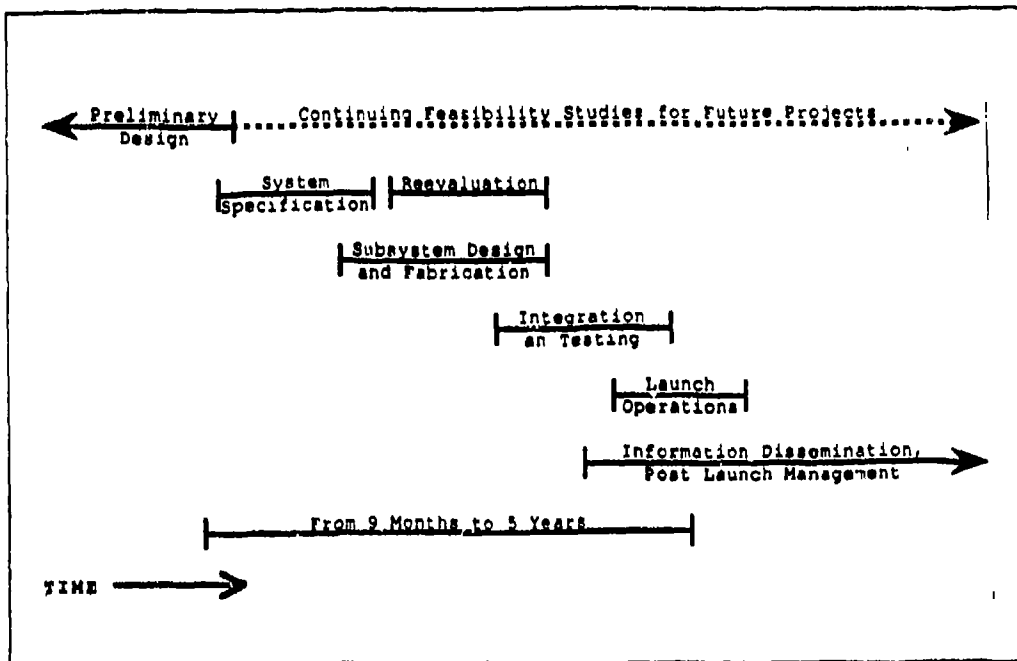 Preliminary
Design
Continuing Feasibility Studies for Future Projects
System
Specification
Reevaluation
Subsystem Design
and Fabrication
Integration
an Testing
Launch
Operations
Information Dissemination,
Post Launch Management
From 9 Months to 5 Years
TIME